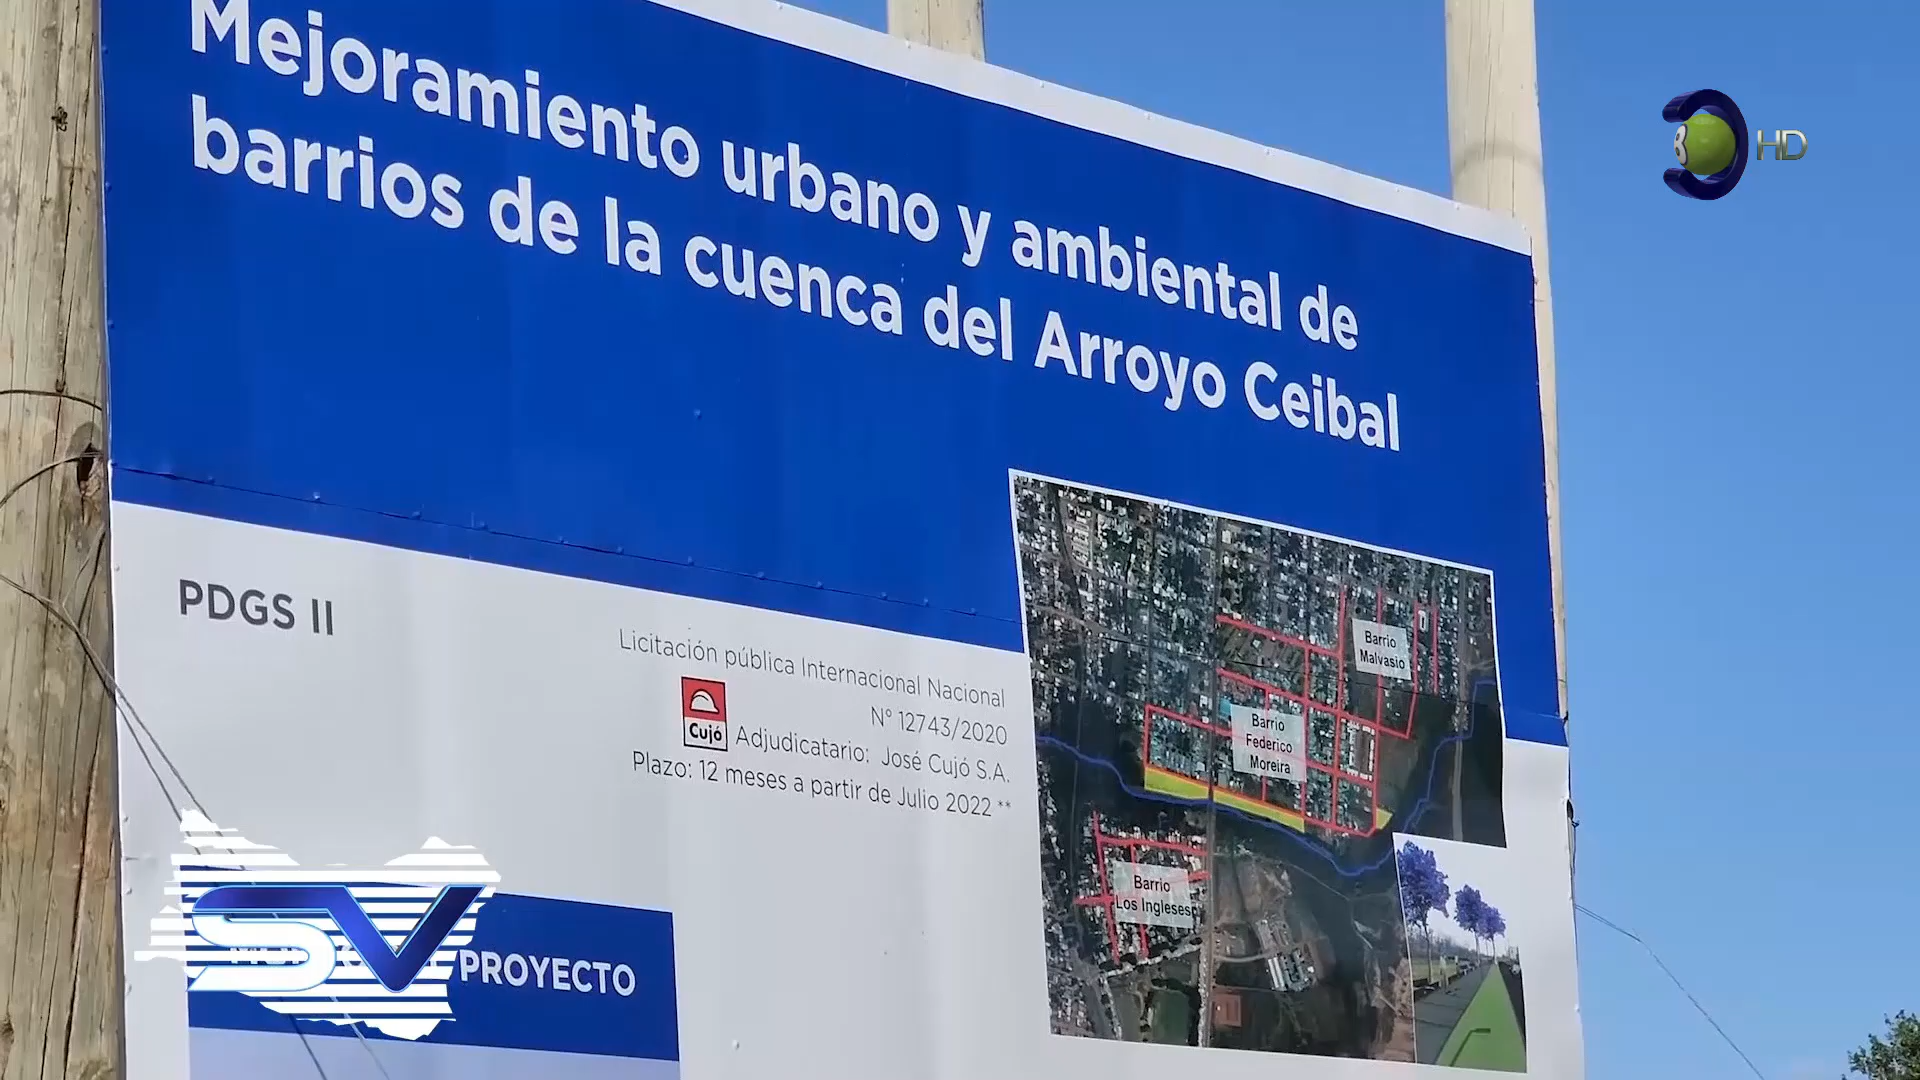 Mejoramiento urbano y ambiental de
barrios de la cuenca del Arroyo Ceibal
8 HD
PDGS II
Licitación pública Internacional Nacional
N° 12743/2020
Cujó Adjudicatario: José Cujó S.A.
Plazo: 12 meses a partir de Julio 2022 **
Barrio
Malvasio
Barrio
Federico
Moreira
Barrio
Los Ingleses
SV
PROYECTO